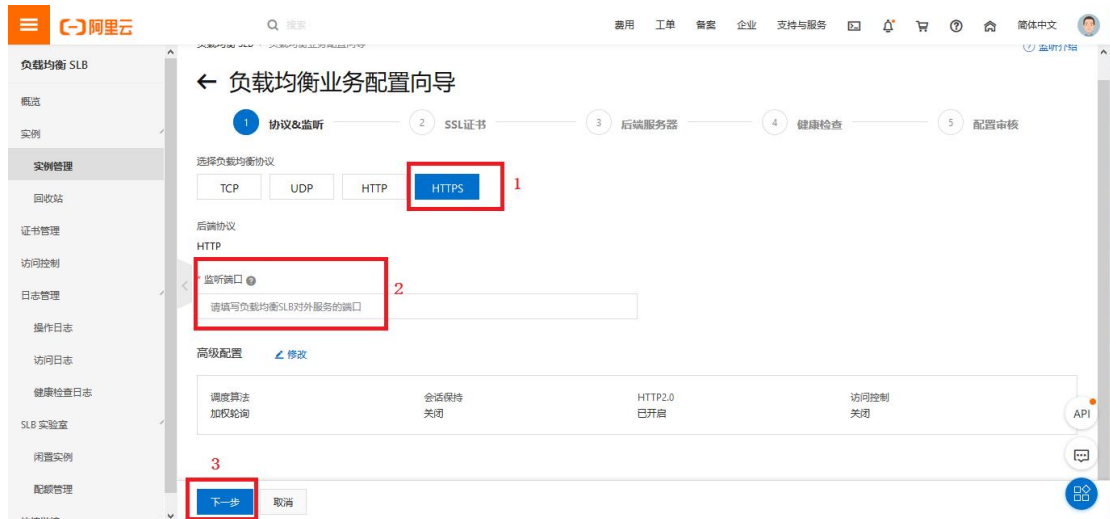 阿里云
搜索
费用 工单 备案 企业 支持与服务 简体中文
负载均衡 SLB
概览
实例
实例管理
回收站
证书管理
访问控制
日志管理
操作日志
访问日志
健康检查日志
SLB 实验室
闲置实例
配额管理
监听介绍
负载均衡业务配置向导
1 协议&监听 2 SSL证书 3 后端服务器 4 健康检查 5 配置审核
选择负载均衡协议
TCP UDP HTTP HTTPS 1
后端协议
HTTP
* 监听端口
2
请填写负载均衡SLB对外服务的端口
高级配置 修改
调度算法 会话保持 HTTP2.0 访问控制
加权轮询 关闭 已开启 关闭
API
3
下一步 取消